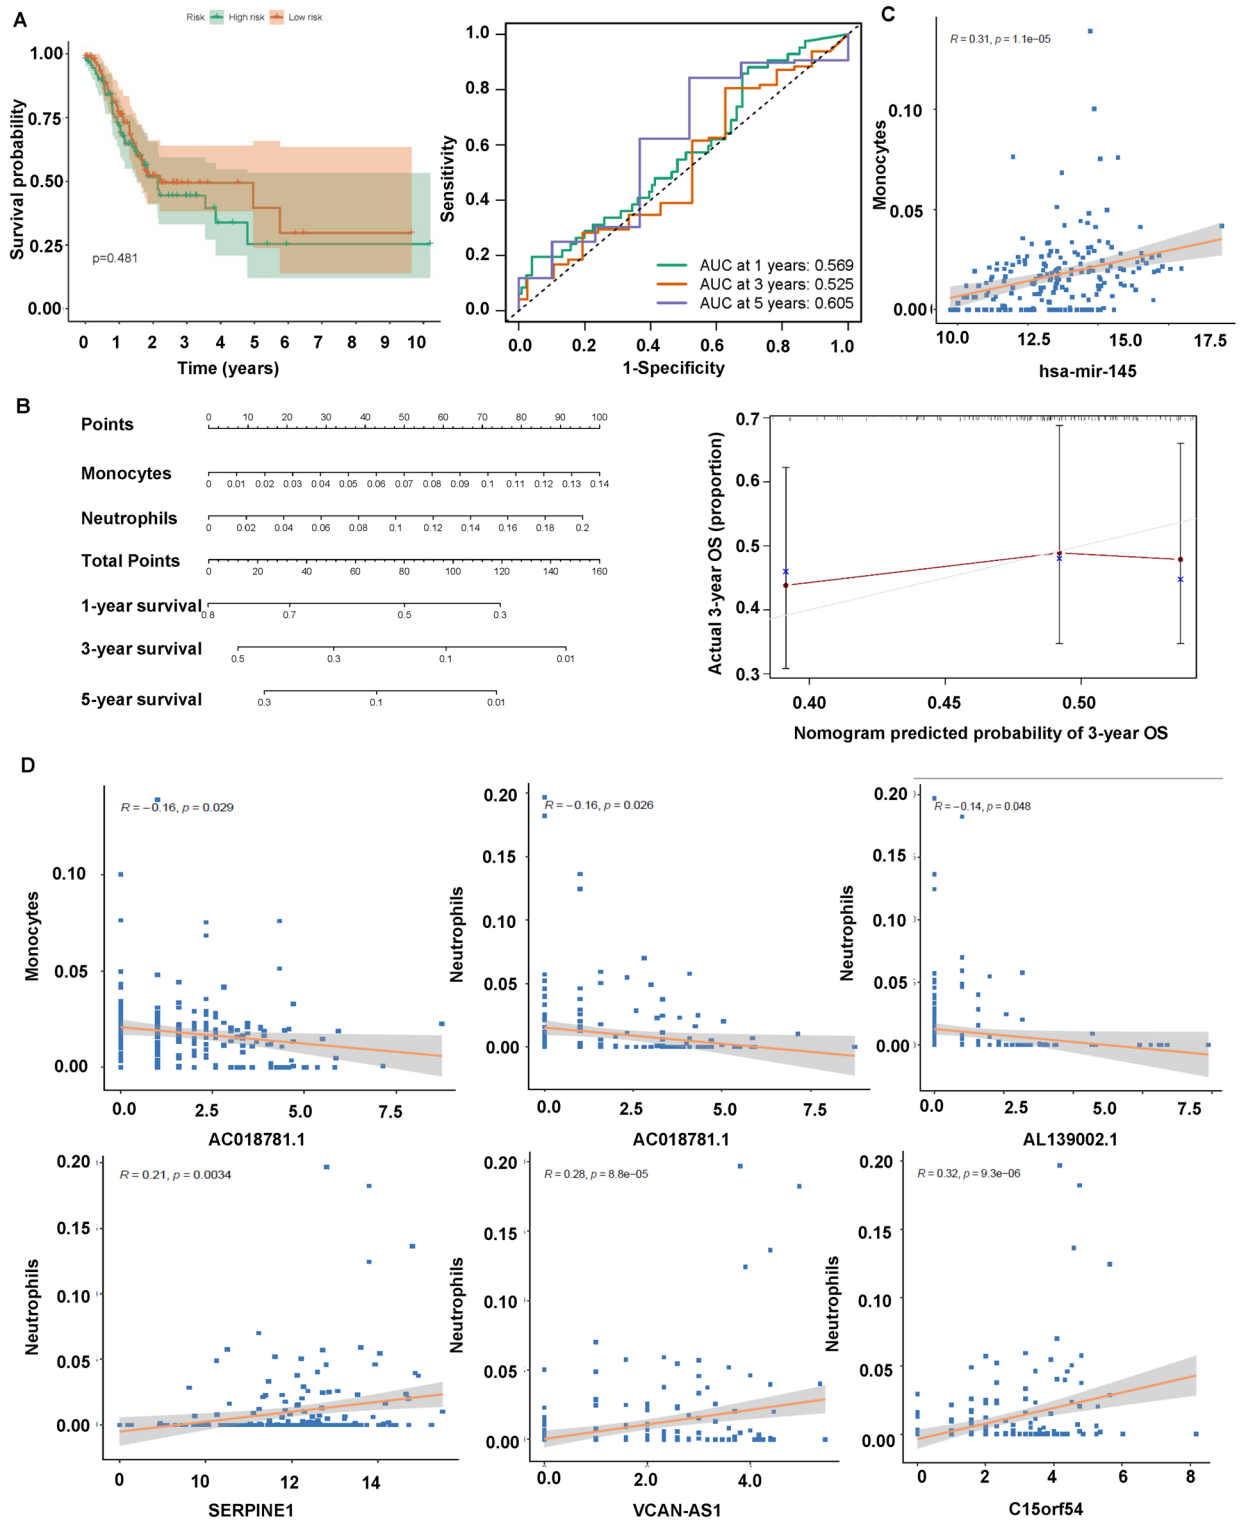 A
Risk High risk Low risk
1.00
0.75
0.50
0.25
0.00
Survival probability
p=0.481
0 1 2 3 4 5 6 7 8 9 10
Time (years)
1.0
0.8
0.6
0.4
0.2
0.0
Sensitivity
AUC at 1 years: 0.569
AUC at 3 years: 0.525
AUC at 5 years: 0.605
0.0 0.2 0.4 0.6 0.8 1.0
1-Specificity
C
R = 0.31, p = 1.1e−05
0.10
0.05
0.00
Monocytes
10.0 12.5 15.0 17.5
hsa-mir-145
B
Points
0 10 20 30 40 50 60 70 80 90 100
Monocytes
0 0.01 0.02 0.03 0.04 0.05 0.06 0.07 0.08 0.09 0.1 0.11 0.12 0.13 0.14
Neutrophils
0 0.02 0.04 0.06 0.08 0.1 0.12 0.14 0.16 0.18 0.2
Total Points
0 20 40 60 80 100 120 140 160
1-year survival
0.8 0.7 0.5 0.3
3-year survival
0.5 0.3 0.1 0.01
5-year survival
0.3 0.1 0.01
0.7
0.6
0.5
0.4
0.3
Actual 3-year OS (proportion)
0.40 0.45 0.50
Nomogram predicted probability of 3-year OS
D
R = −0.16, p = 0.029
0.10
0.05
0.00
Monocytes
0.0 2.5 5.0 7.5
AC018781.1
R = −0.16, p = 0.026
0.20
0.15
0.10
0.05
0.00
Neutrophils
0.0 2.5 5.0 7.5
AC018781.1
R = −0.14, p = 0.048
0.20
0.15
0.10
0.05
0.00
Neutrophils
0.0 2.5 5.0 7.5
AL139002.1
R = 0.21, p = 0.0034
0.20
0.15
0.10
0.05
0.00
Neutrophils
0 10 12 14
SERPINE1
R = 0.28, p = 8.8e−05
0.20
0.15
0.10
0.05
0.00
Neutrophils
0.0 2.0 4.0
VCAN-AS1
R = 0.32, p = 9.3e−06
0.20
0.15
0.10
0.05
0.00
Neutrophils
0 2 4 6 8
C15orf54